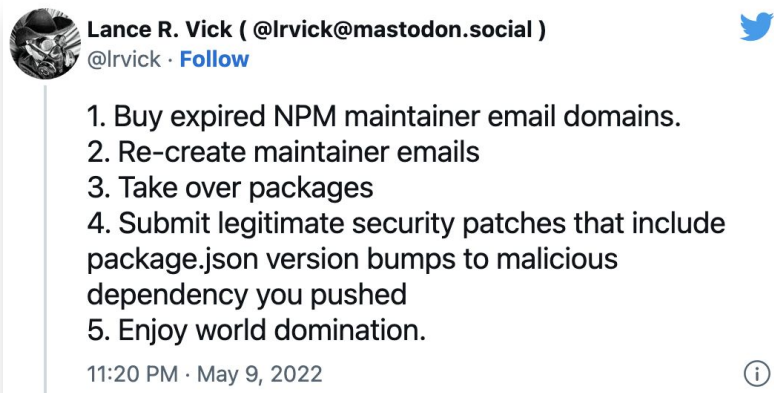 Lance R. Vick ( @lrvick@mastodon.social )
@lrvick · Follow
1. Buy expired NPM maintainer email domains.
2. Re-create maintainer emails
3. Take over packages
4. Submit legitimate security patches that include
package.json version bumps to malicious
dependency you pushed
5. Enjoy world domination.
11:20 PM · May 9, 2022